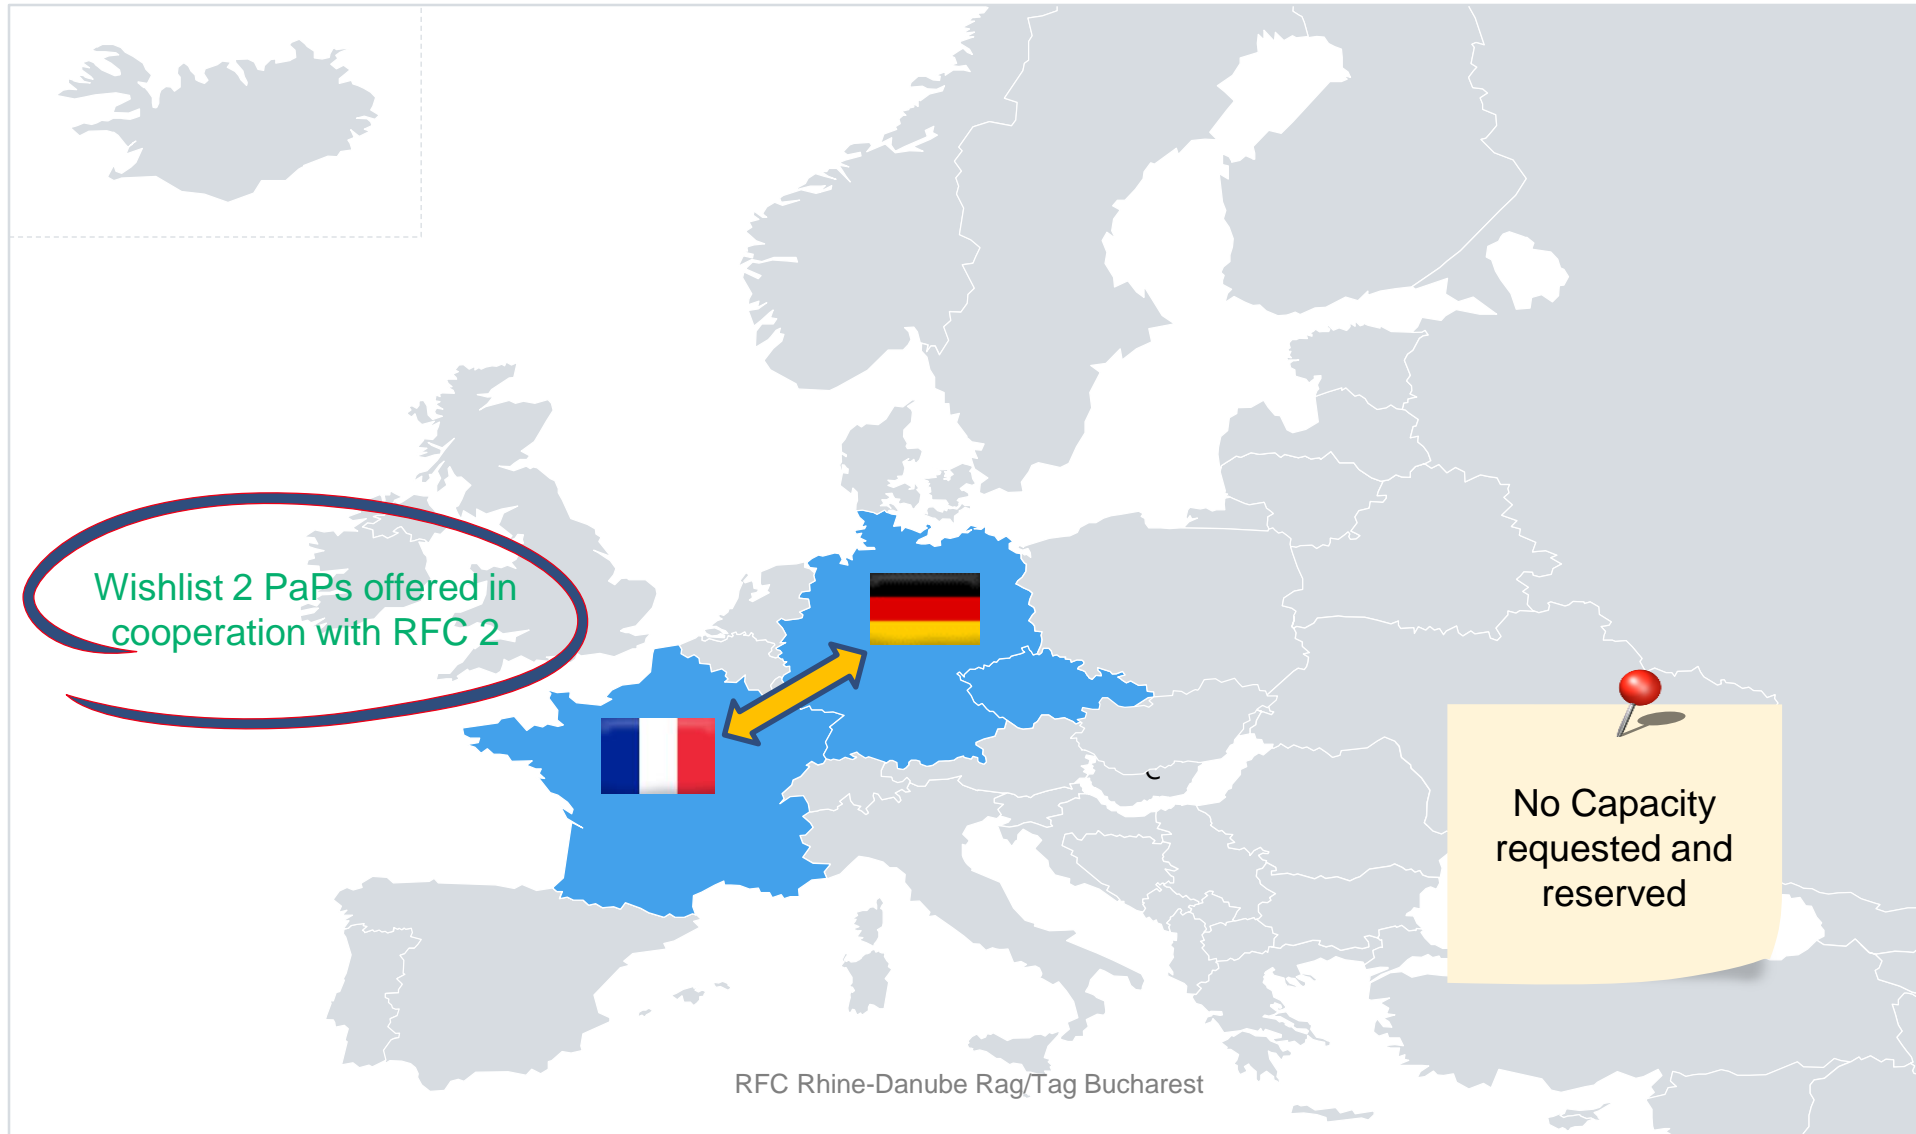 Wishlist 2 PaPs offered in
cooperation with RFC 2
No Capacity
requested and
reserved
RFC Rhine-Danube Rag/Tag Bucharest